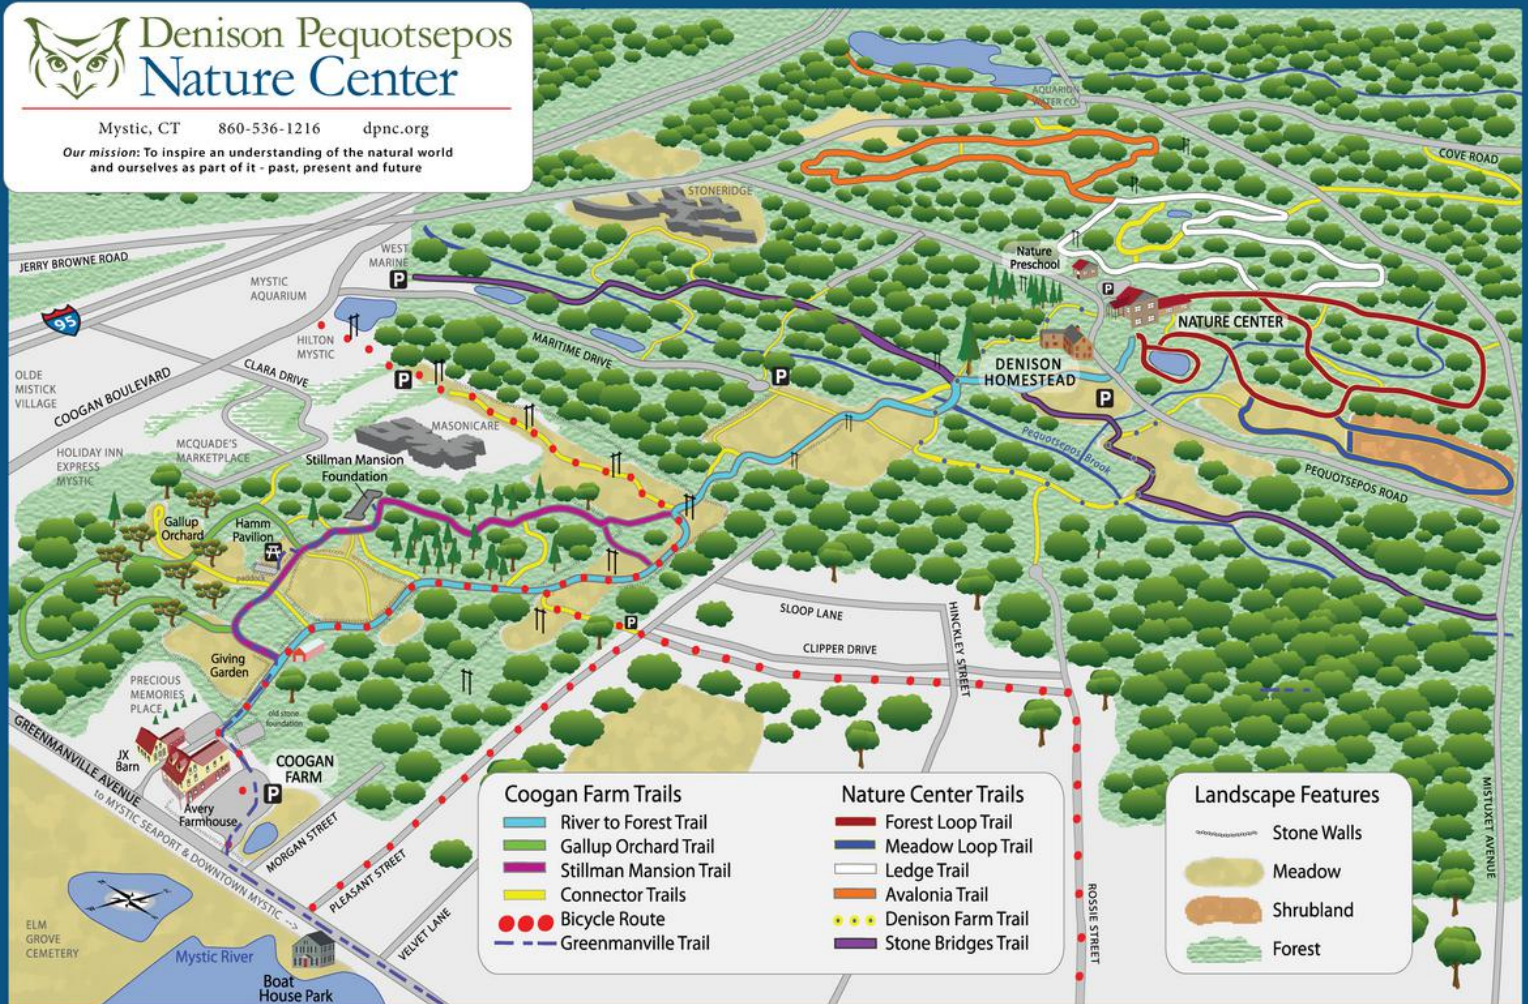 Denison Pequotsepos
Nature Center
Mystic, CT 860-536-1216 dpnc.org
Our mission: To inspire an understanding of the natural world
and ourselves as part of it - past, present and future
AQUARION
WATER CO.
COVE ROAD
STONERIDGE
JERRY BROWNE ROAD
WEST
MARINE
P
MYSTIC
AQUARIUM
95
HILTON
MYSTIC
Nature
Preschool
P
NATURE CENTER
MARITIME DRIVE
DENISON
HOMESTEAD
P
P
P
OLDE
MISTICK
VILLAGE
CLARA DRIVE
COOGAN BOULEVARD
MASONICARE
MCQUADE'S
MARKETPLACE
HOLIDAY INN
EXPRESS
MYSTIC
Stillman Mansion
Foundation
Pequotsepos Brook
PEQUOTSEPOS ROAD
Gallup
Orchard
Hamm
Pavilion
paddock
SLOOP LANE
HINCKLEY STREET
CLIPPER DRIVE
P
Giving
Garden
PRECIOUS
MEMORIES
PLACE
old stone
foundation
GREENMANVILLE AVENUE
to MYSTIC SEAPORT & DOWNTOWN MYSTIC -->
JX
Barn
COOGAN
FARM
P
Avery
Farmhouse
MORGAN STREET
PLEASANT STREET
VELVET LANE
ROSSIE STREET
MISTUXET AVENUE
ELM
GROVE
CEMETERY
Mystic River
Boat
House Park
Coogan Farm Trails
River to Forest Trail
Gallup Orchard Trail
Stillman Mansion Trail
Connector Trails
Bicycle Route
Greenmanville Trail
Nature Center Trails
Forest Loop Trail
Meadow Loop Trail
Ledge Trail
Avalonia Trail
Denison Farm Trail
Stone Bridges Trail
Landscape Features
Stone Walls
Meadow
Shrubland
Forest